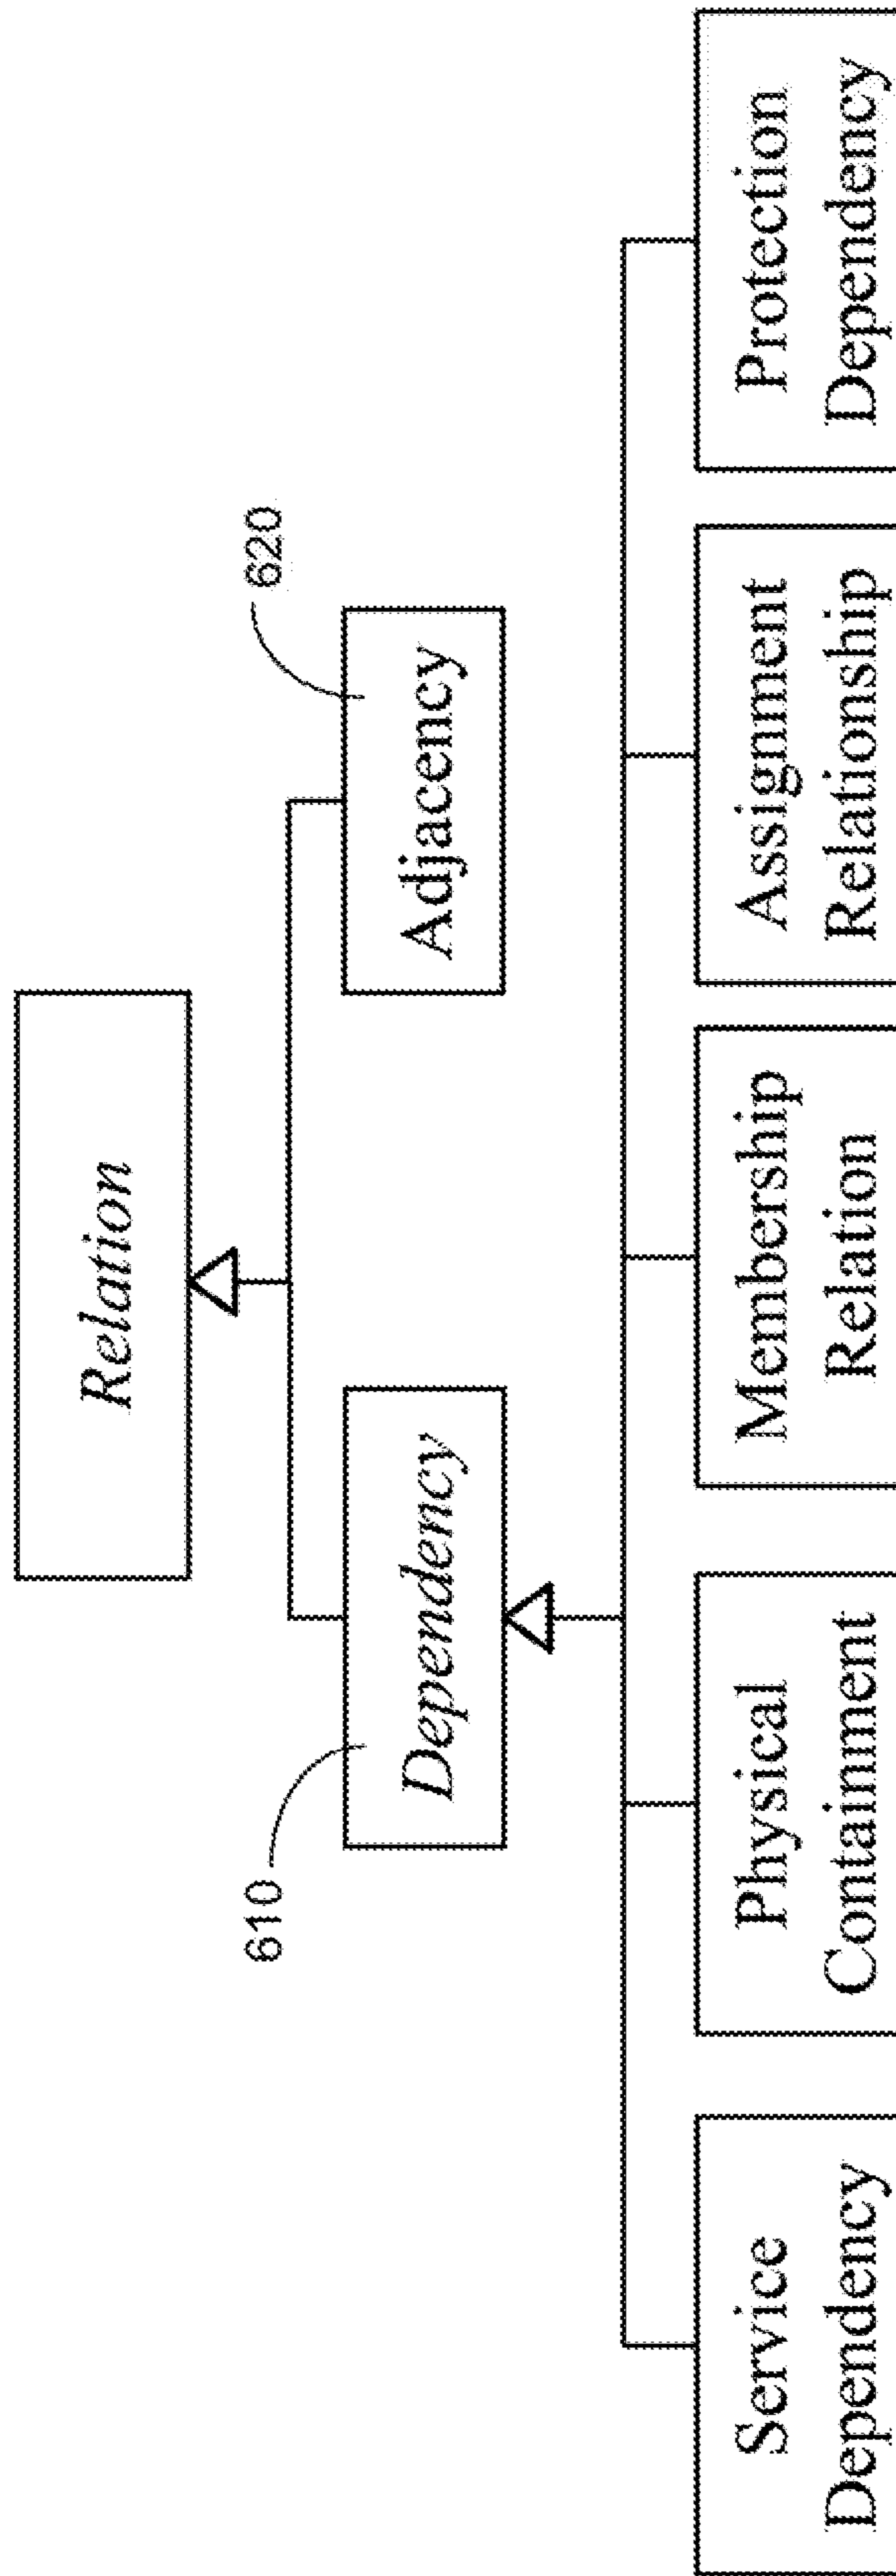 Relation
610
620
Dependency
Adjacency
Service
Dependency
Physical
Containment
Membership
Relation
Assignment
Relationship
Protection
Dependency